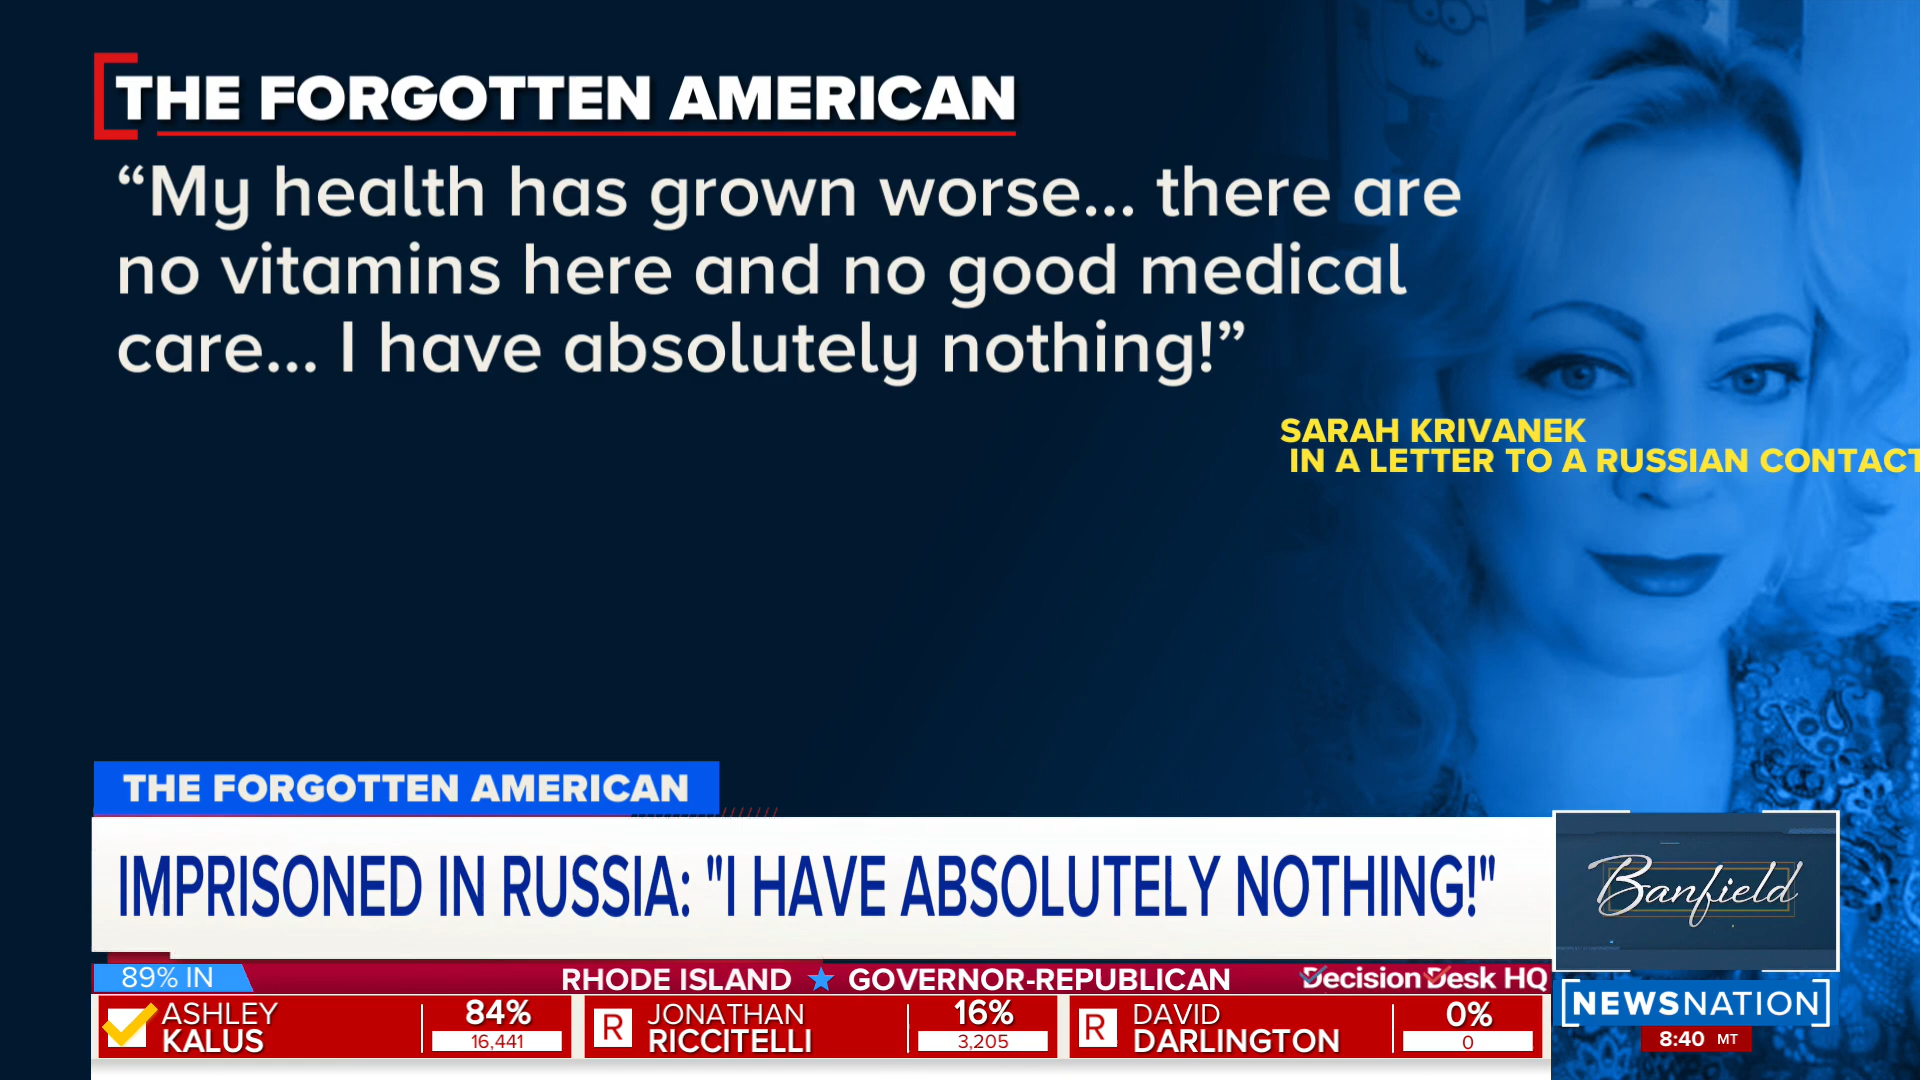 THE FORGOTTEN AMERICAN
“My health has grown worse... there are
no vitamins here and no good medical
care... I have absolutely nothing!”
SARAH KRIVANEK
IN A LETTER TO A RUSSIAN CONTACT
THE FORGOTTEN AMERICAN
IMPRISONED IN RUSSIA: "I HAVE ABSOLUTELY NOTHING!"
Banfield
89% IN
RHODE ISLAND ★ GOVERNOR-REPUBLICAN
Decision Desk HQ
ASHLEY
KALUS
84%
16,441
R
JONATHAN
RICCITELLI
16%
3,205
R
DAVID
DARLINGTON
0%
0
NEWSNATION
8:40 MT